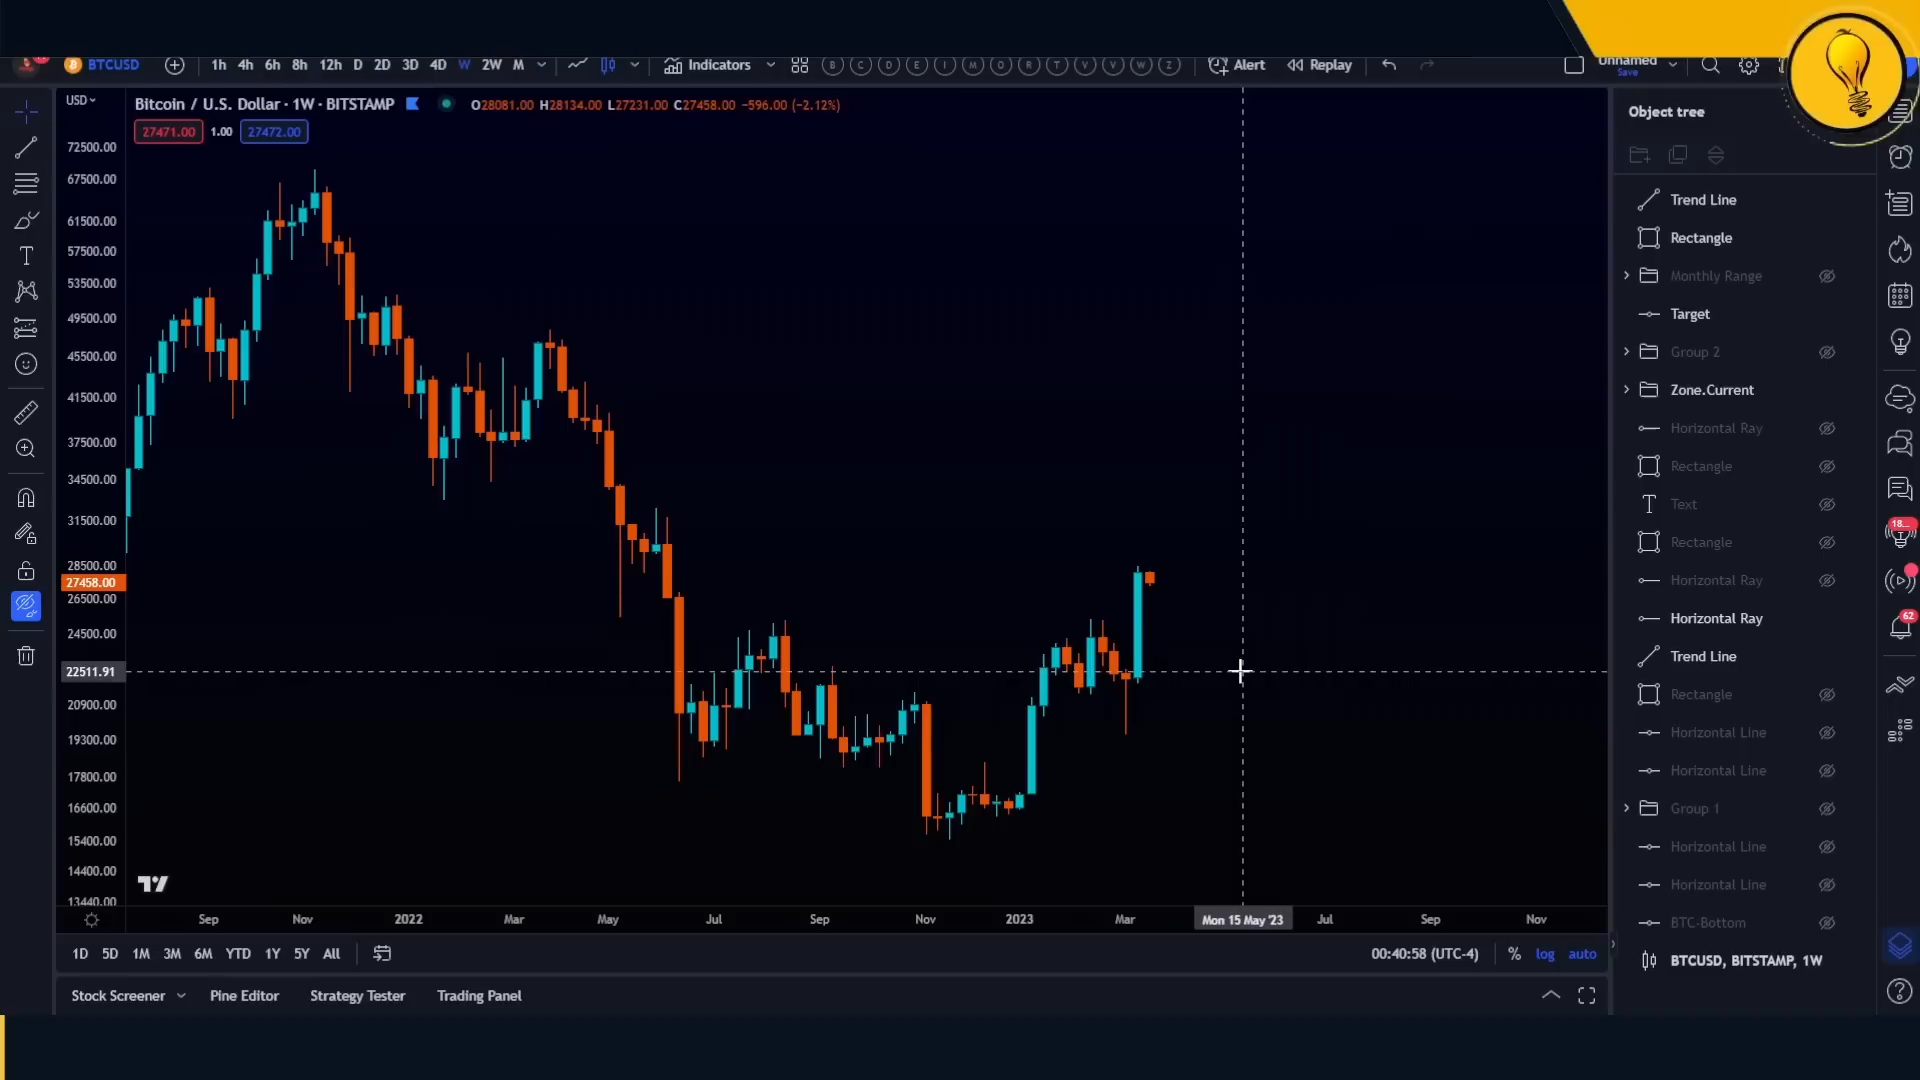 BTCUSD 1h 4h 6h 8h 12h D 2D 3D 4D W 2W M Indicators B C D E I M O R T V V W Z Alert Replay Unnamed
Save
USD Bitcoin / U.S. Dollar · 1W · BITSTAMP O28081.00 H28134.00 L27231.00 C27458.00 −596.00 (−2.12%)
27471.00 1.00 27472.00
72500.00
67500.00
61500.00
57500.00
53500.00
49500.00
45500.00
41500.00
37500.00
34500.00
31500.00
28500.00
27458.00
26500.00
24500.00
22511.91
20900.00
19300.00
17800.00
16600.00
15400.00
14400.00
13440.00
Sep Nov 2022 Mar May Jul Sep Nov 2023 Mar Mon 15 May '23 Jul Sep Nov
1D 5D 1M 3M 6M YTD 1Y 5Y All 00:40:58 (UTC-4) % log auto
Stock Screener Pine Editor Strategy Tester Trading Panel
Object tree
Trend Line
Rectangle
Monthly Range
Target
Group 2
Zone.Current
Horizontal Ray
Rectangle
Text
Rectangle
Horizontal Ray
Horizontal Ray
Trend Line
Rectangle
Horizontal Line
Horizontal Line
Group 1
Horizontal Line
Horizontal Line
BTC-Bottom
BTCUSD, BITSTAMP, 1W
18...
62